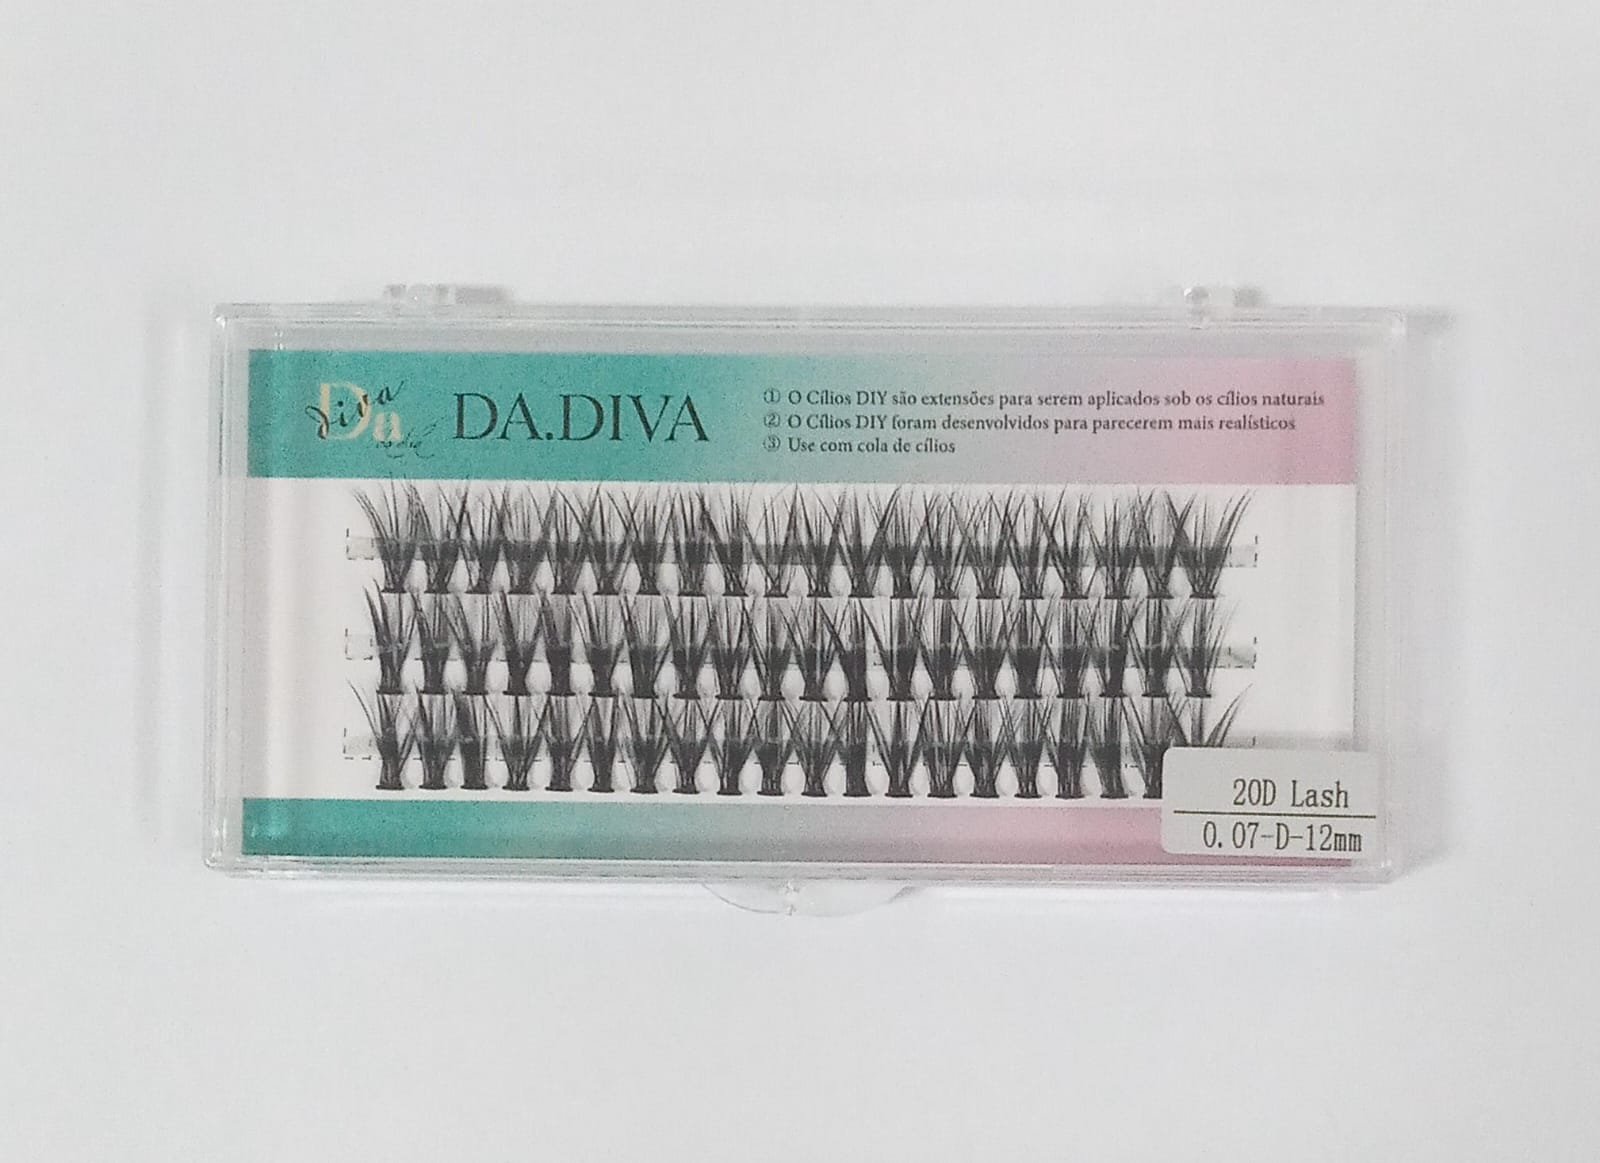 Diva
Da
DA.DIVA
① O Cílios DIY são extensões para serem aplicados sob os cílios naturais
② O Cílios DIY foram desenvolvidos para parecerem mais realísticos
③ Use com cola de cílios
20D Lash
0.07-D-12mm